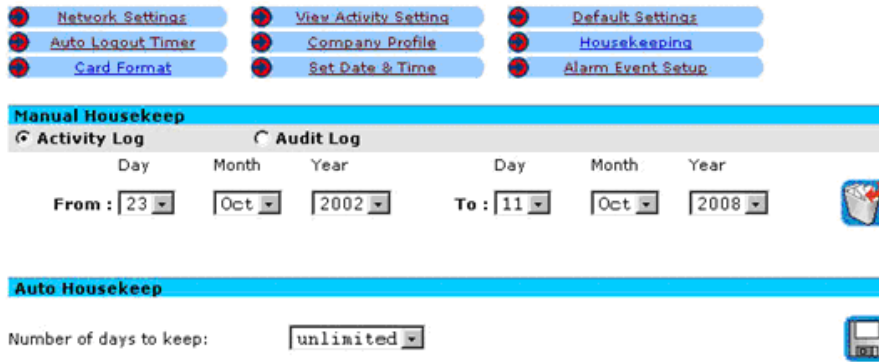 Network Settings View Activity Setting Default Settings
Auto Logout Timer Company Profile Housekeeping
Card Format Set Date & Time Alarm Event Setup
Manual Housekeep
Activity Log Audit Log
Day Month Year Day Month Year
From : 23 Oct 2002 To : 11 Oct 2008
Auto Housekeep
Number of days to keep: unlimited